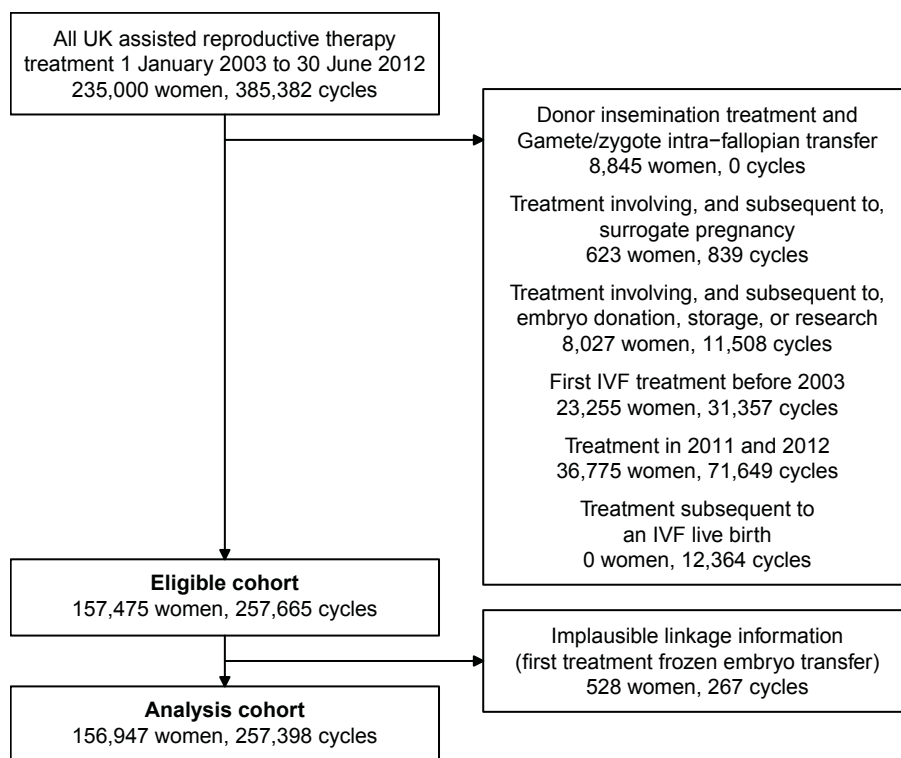 All UK assisted reproductive therapy
treatment 1 January 2003 to 30 June 2012
235,000 women, 385,382 cycles
Donor insemination treatment and
Gamete/zygote intra−fallopian transfer
8,845 women, 0 cycles
Treatment involving, and subsequent to,
surrogate pregnancy
623 women, 839 cycles
Treatment involving, and subsequent to,
embryo donation, storage, or research
8,027 women, 11,508 cycles
First IVF treatment before 2003
23,255 women, 31,357 cycles
Treatment in 2011 and 2012
36,775 women, 71,649 cycles
Treatment subsequent to
an IVF live birth
0 women, 12,364 cycles
Eligible cohort
157,475 women, 257,665 cycles
Implausible linkage information
(first treatment frozen embryo transfer)
528 women, 267 cycles
Analysis cohort
156,947 women, 257,398 cycles